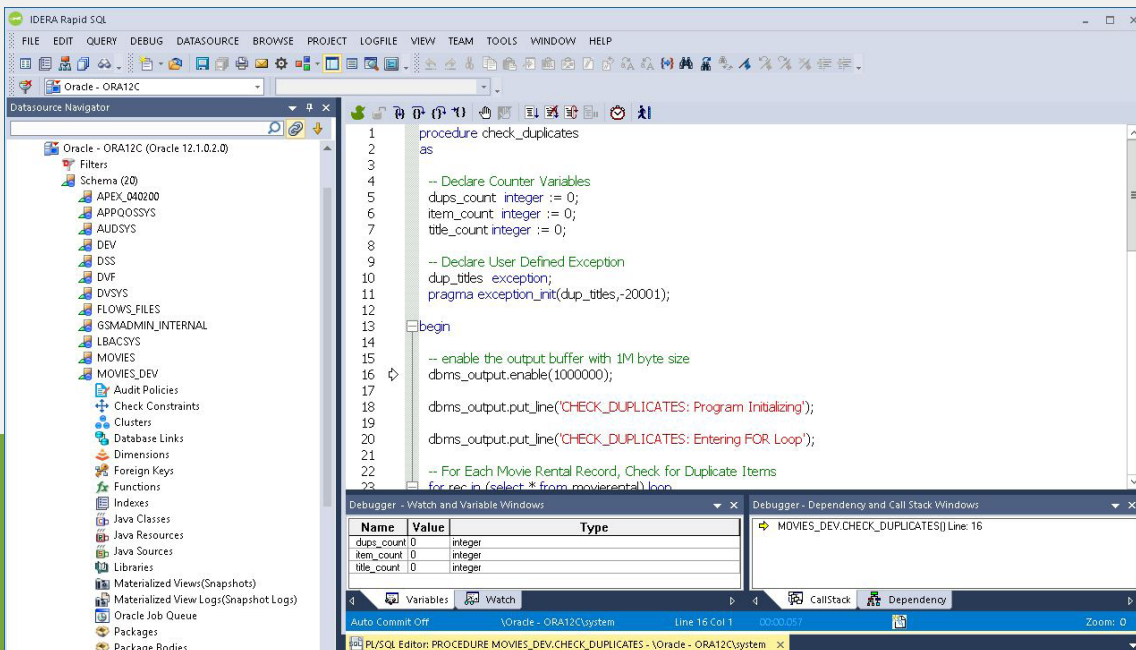 IDERA Rapid SQL
FILE EDIT QUERY DEBUG DATASOURCE BROWSE PROJECT LOGFILE VIEW TEAM TOOLS WINDOW HELP
Oracle - ORA12C
Datasource Navigator
Oracle - ORA12C (Oracle 12.1.0.2.0)
Filters
Schema (20)
APEX_040200
APPQOSSYS
AUDSYS
DEV
DSS
DVF
DVSYS
FLOWS_FILES
GSMADMIN_INTERNAL
LBACSYS
MOVIES
MOVIES_DEV
Audit Policies
Check Constraints
Clusters
Database Links
Dimensions
Foreign Keys
Functions
Indexes
Java Classes
Java Resources
Java Sources
Libraries
Materialized Views(Snapshots)
Materialized View Logs(Snapshot Logs)
Oracle Job Queue
Packages
Package Bodies
1 procedure check_duplicates
2 as
3
4 -- Declare Counter Variables
5 dups_count integer := 0;
6 item_count integer := 0;
7 title_count integer := 0;
8
9 -- Declare User Defined Exception
10 dup_titles exception;
11 pragma exception_init(dup_titles,-20001);
12
13 begin
14
15 -- enable the output buffer with 1M byte size
16 dbms_output.enable(1000000);
17
18 dbms_output.put_line('CHECK_DUPLICATES: Program Initializing');
19
20 dbms_output.put_line('CHECK_DUPLICATES: Entering FOR Loop');
21
22 -- For Each Movie Rental Record, Check for Duplicate Items
23 for rec in (select * from movierental) loop
Debugger - Watch and Variable Windows
Name Value Type
dups_count 0 integer
item_count 0 integer
title_count 0 integer
Variables Watch
Debugger - Dependency and Call Stack Windows
MOVIES_DEV.CHECK_DUPLICATES() Line: 16
CallStack Dependency
Auto Commit Off \Oracle - ORA12C\system Line 16 Col 1 00:00.057 Zoom: 0
PL/SQL Editor: PROCEDURE MOVIES_DEV.CHECK_DUPLICATES - \Oracle - ORA12C\system